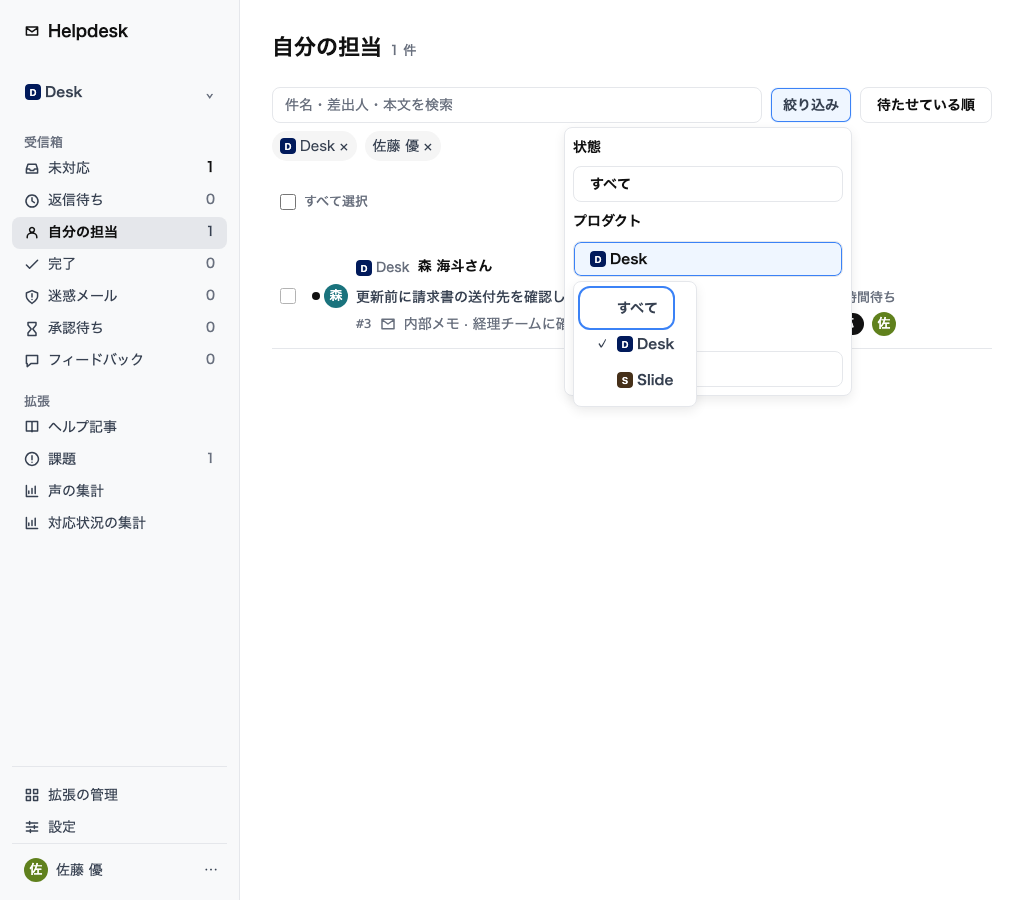 Helpdesk
D Desk
受信箱
未対応 1
返信待ち 0
自分の担当 1
完了 0
迷惑メール 0
承認待ち 0
フィードバック 0
拡張
ヘルプ記事
課題 1
声の集計
対応状況の集計
拡張の管理
設定
佐 佐藤 優 ···
自分の担当 1 件
件名・差出人・本文を検索 絞り込み 待たせている順
D Desk × 佐藤 優 ×
すべて選択
D Desk 森 海斗さん
森 更新前に請求書の送付先を確認し
#3 内部メモ · 経理チームに確
時間待ち
佐
状態
すべて
プロダクト
D Desk
すべて
✓ D Desk
S Slide